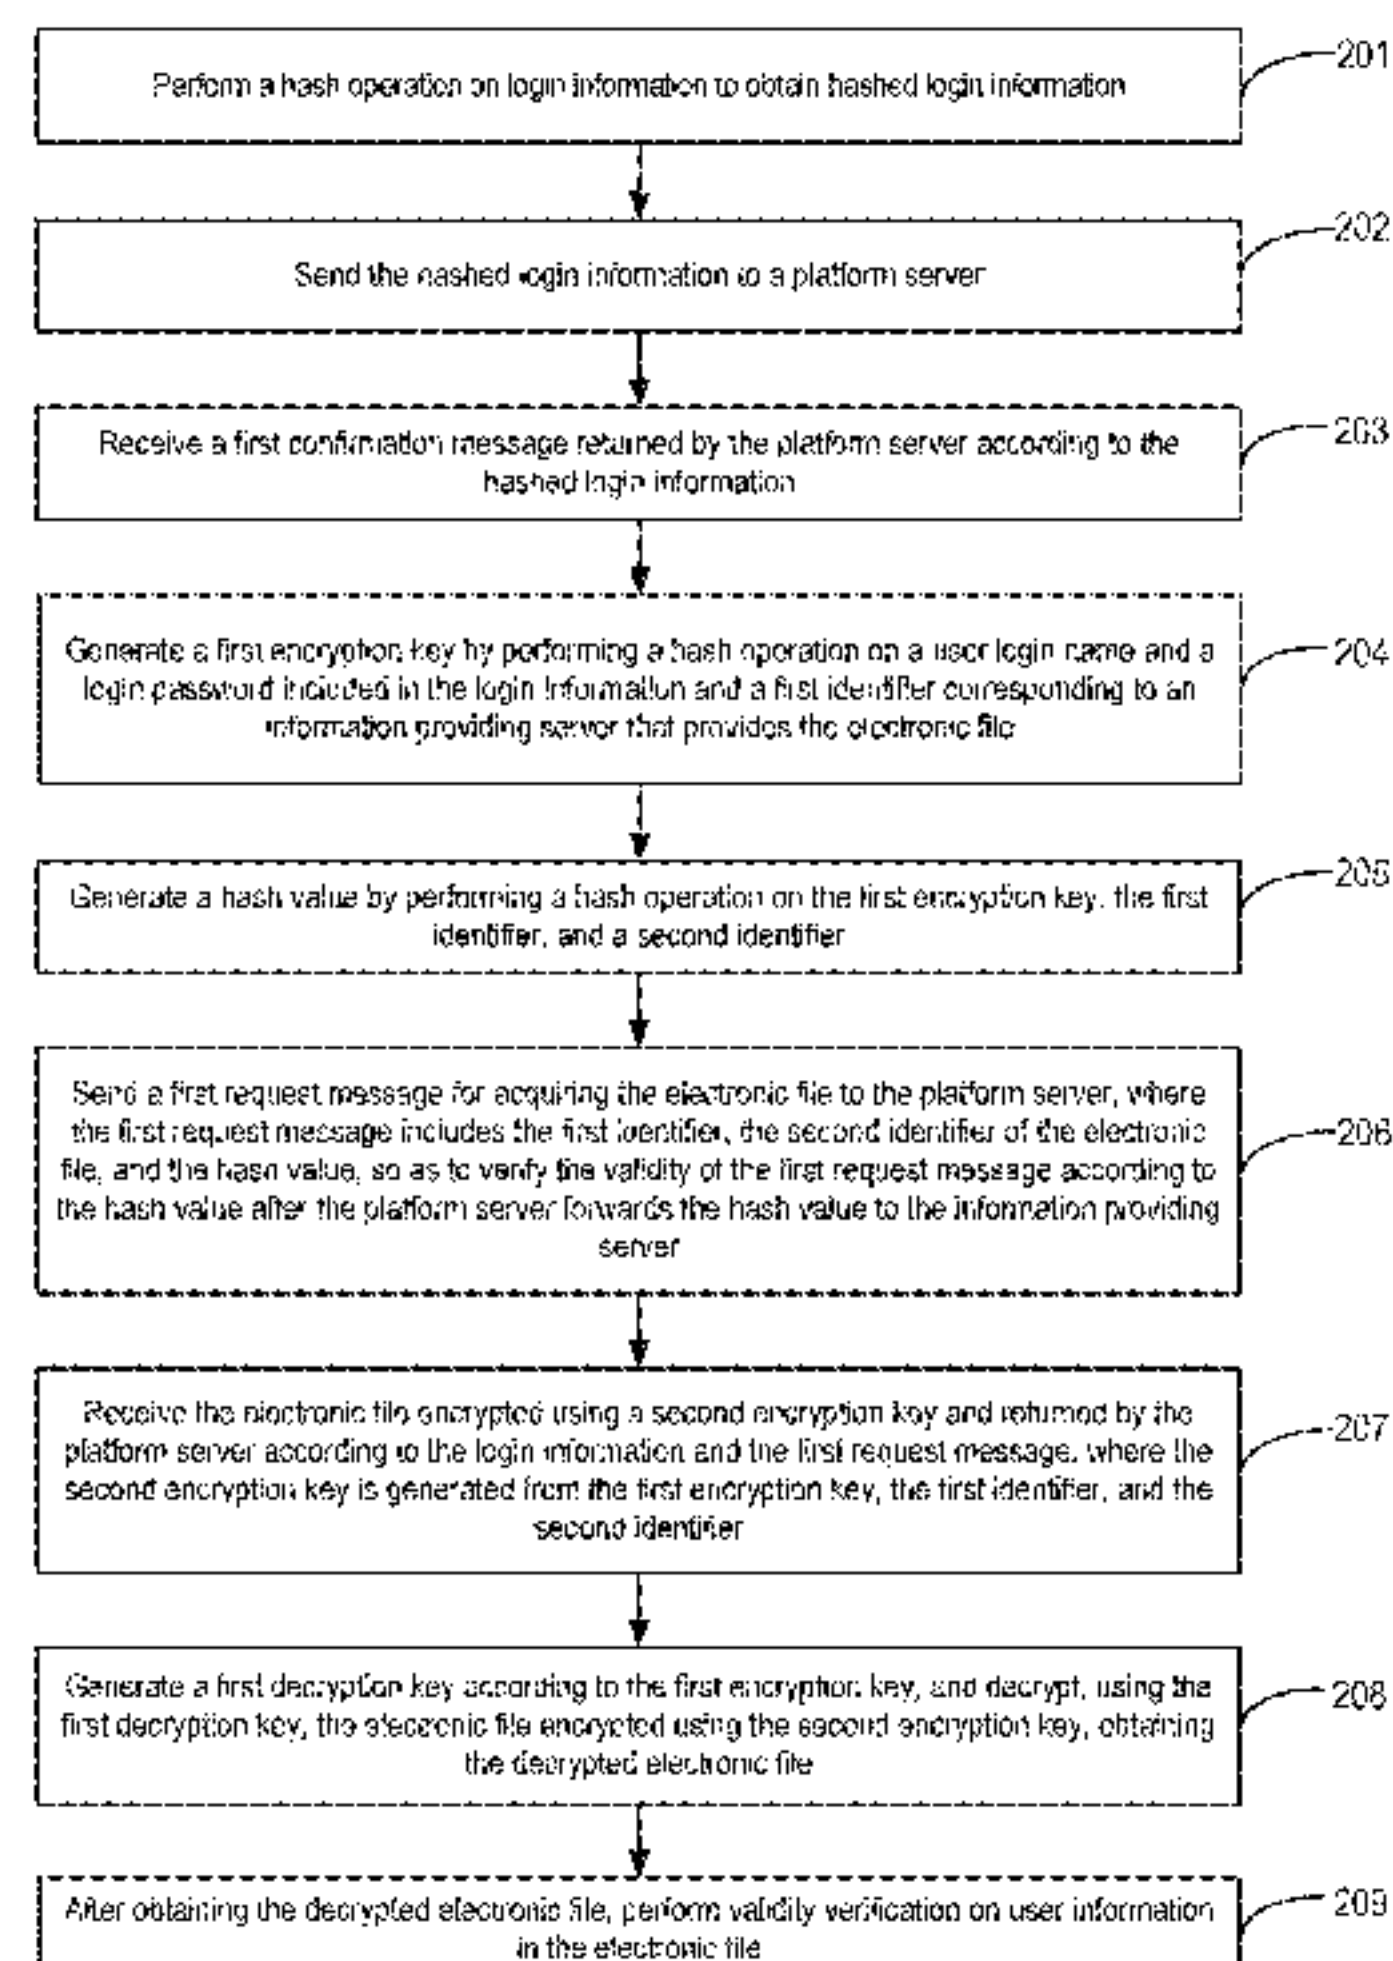 Perform a hash operation on login information to obtain hashed login information
201
Send the hashed login information to a platform server
202
Receive a first confirmation message returned by the platform server according to the
hashed login information
203
Generate a first encryption key by performing a hash operation on a user login name and a
login password included in the login information and a first identifier corresponding to an
information providing server that provides the electronic file
204
Generate a hash value by performing a hash operation on the first encryption key, the first
identifier, and a second identifier
205
Send a first request message for acquiring the electronic file to the platform server, where
the first request message includes the first identifier, the second identifier of the electronic
file, and the hash value, so as to verify the validity of the first request message according to
the hash value after the platform server forwards the hash value to the information providing
server
206
Receive the electronic file encrypted using a second encryption key and returned by the
platform server according to the login information and the first request message, where the
second encryption key is generated from the first encryption key, the first identifier, and the
second identifier
207
Generate a first decryption key according to the first encryption key, and decrypt, using the
first decryption key, the electronic file encrypted using the second encryption key, obtaining
the decrypted electronic file
208
After obtaining the decrypted electronic file, perform validity verification on user information
in the electronic file
209